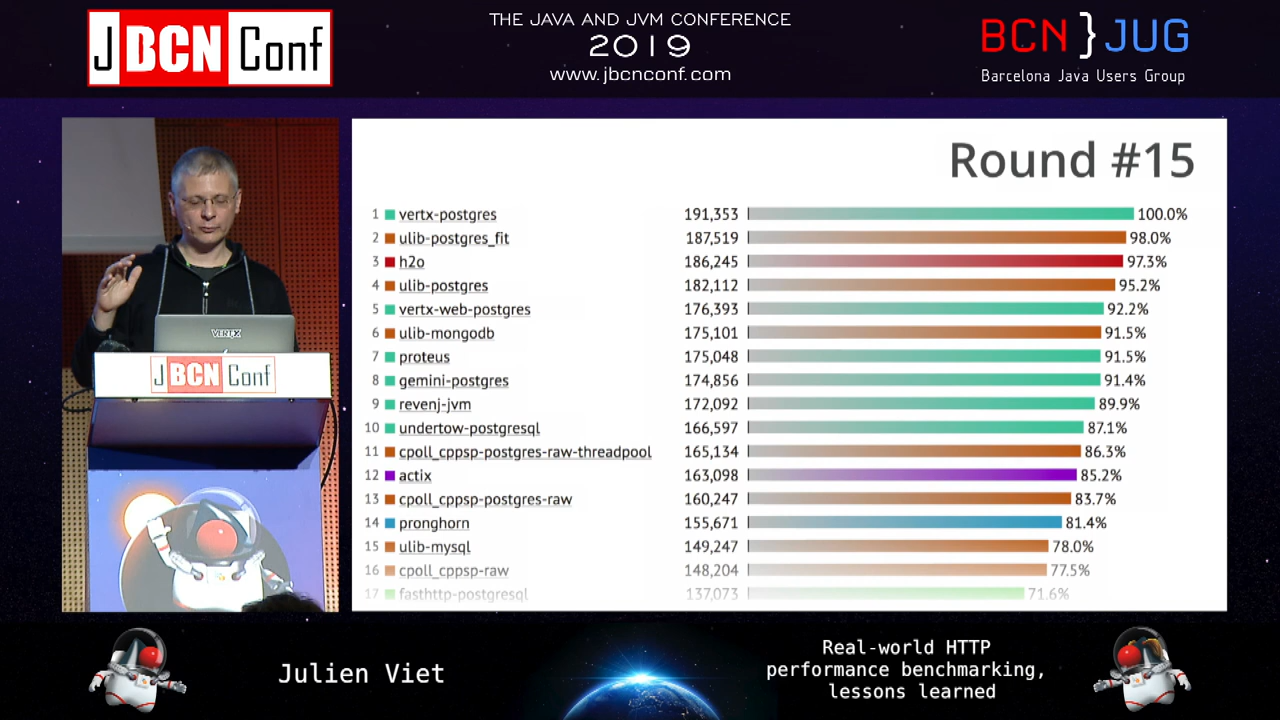 JBCNConf
THE JAVA AND JVM CONFERENCE
2019
www.jbcnconf.com
BCN}JUG
Barcelona Java Users Group
Round #15
1 vertx-postgres 191,353 100.0%
2 ulib-postgres_fit 187,519 98.0%
3 h2o 186,245 97.3%
4 ulib-postgres 182,112 95.2%
5 vertx-web-postgres 176,393 92.2%
6 ulib-mongodb 175,101 91.5%
7 proteus 175,048 91.5%
8 gemini-postgres 174,856 91.4%
9 revenj-jvm 172,092 89.9%
10 undertow-postgresql 166,597 87.1%
11 cpoll_cppsp-postgres-raw-threadpool 165,134 86.3%
12 actix 163,098 85.2%
13 cpoll_cppsp-postgres-raw 160,247 83.7%
14 pronghorn 155,671 81.4%
15 ulib-mysql 149,247 78.0%
16 cpoll_cppsp-raw 148,204 77.5%
17 fasthttp-postgresql 137,073 71.6%
VERT.X
JBCNConf
Julien Viet
Real-world HTTP
performance benchmarking,
lessons learned